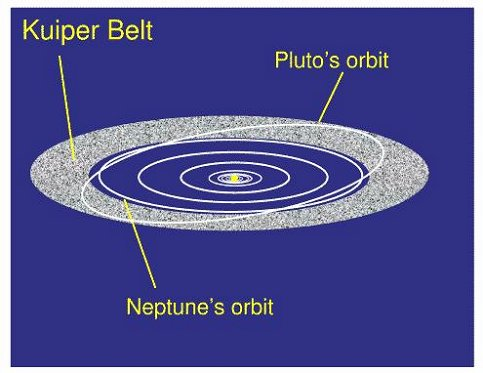 Kuiper Belt
Pluto's orbit
Neptune's orbit